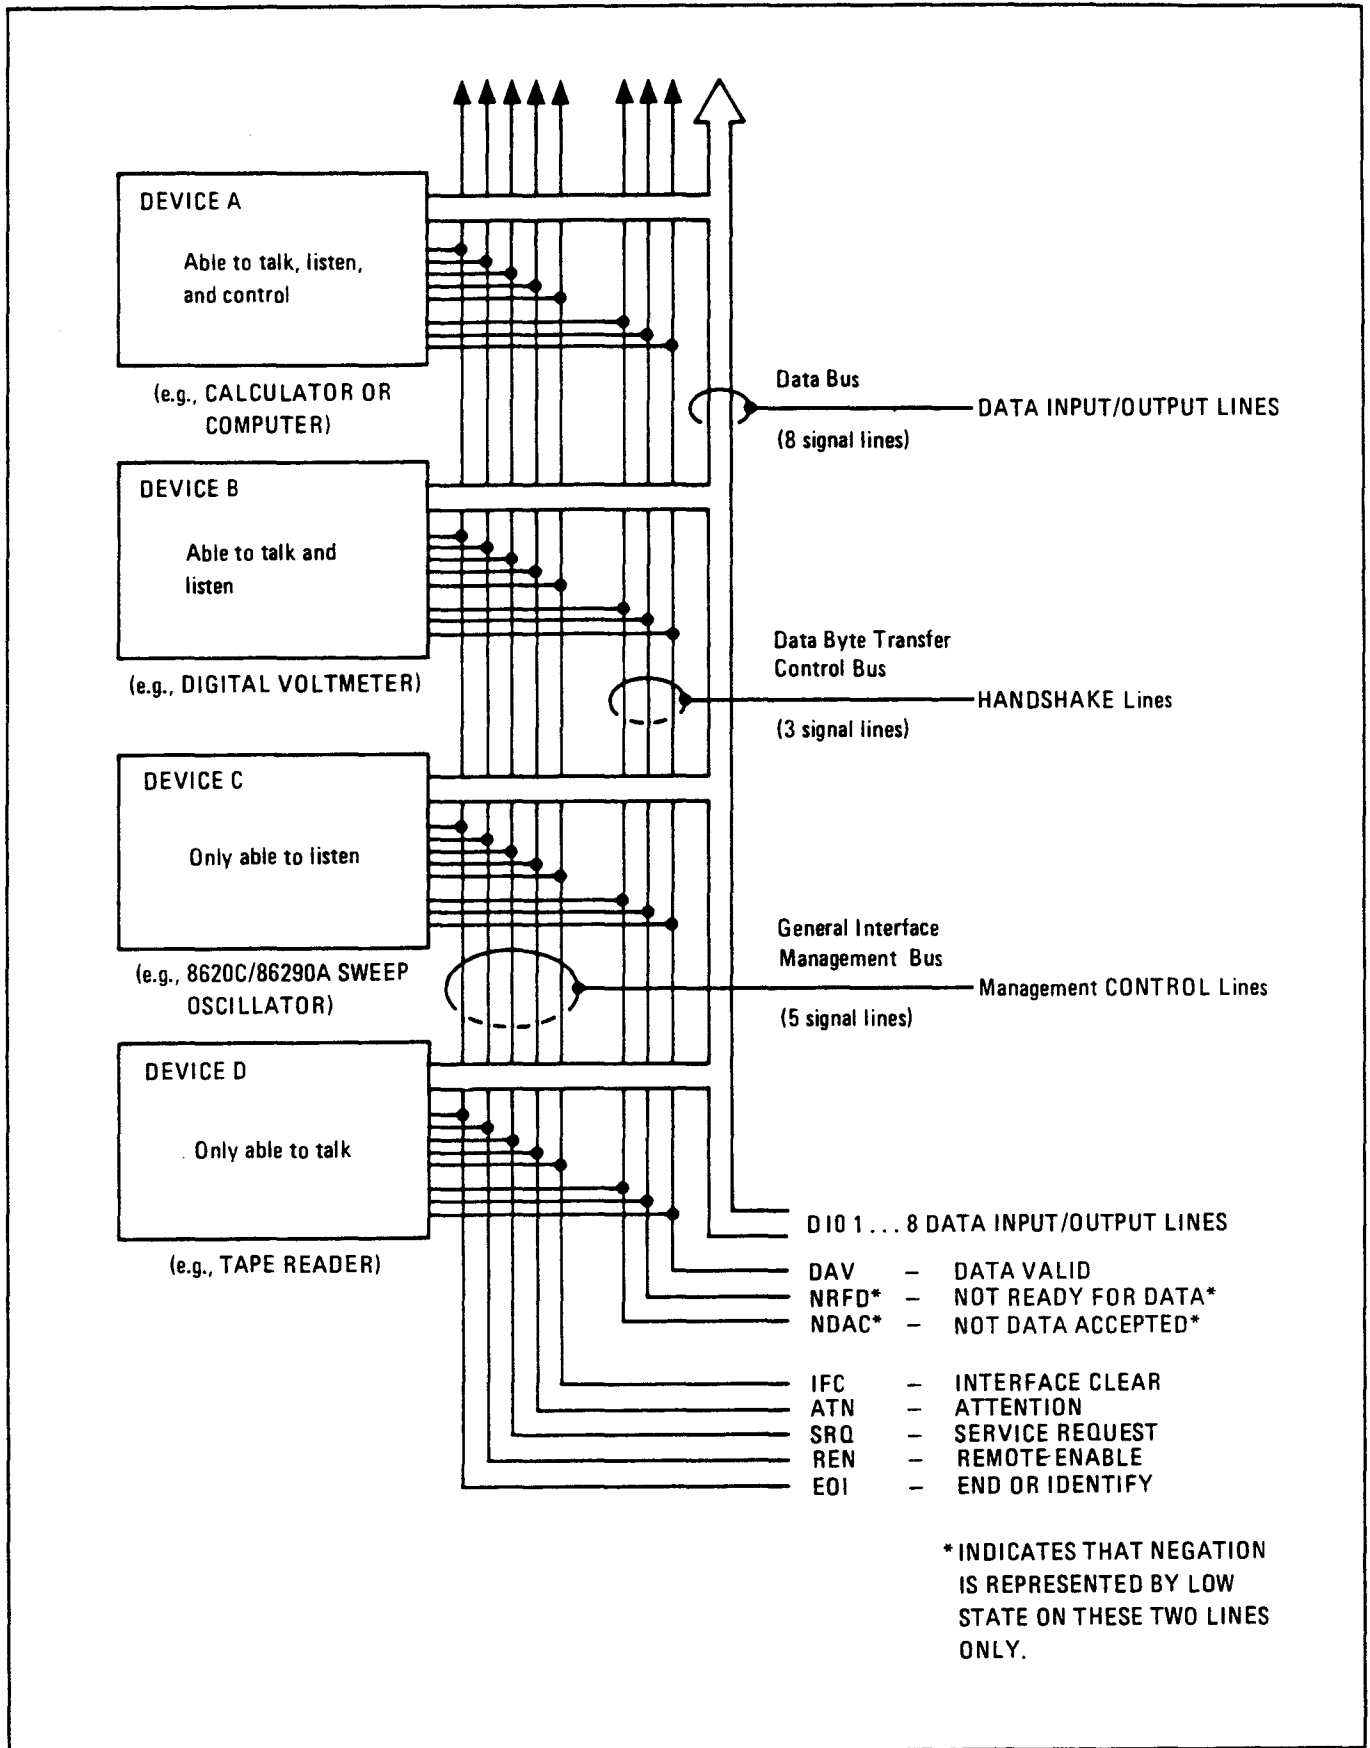 DEVICE A
Able to talk, listen,
and control
(e.g., CALCULATOR OR
COMPUTER)
Data Bus
DATA INPUT/OUTPUT LINES
(8 signal lines)
DEVICE B
Able to talk and
listen
(e.g., DIGITAL VOLTMETER)
Data Byte Transfer
Control Bus
HANDSHAKE Lines
(3 signal lines)
DEVICE C
Only able to listen
(e.g., 8620C/86290A SWEEP
OSCILLATOR)
General Interface
Management Bus
Management CONTROL Lines
(5 signal lines)
DEVICE D
Only able to talk
(e.g., TAPE READER)
DIO 1 . . . 8 DATA INPUT/OUTPUT LINES
DAV – DATA VALID
NRFD* – NOT READY FOR DATA*
NDAC* – NOT DATA ACCEPTED*
IFC – INTERFACE CLEAR
ATN – ATTENTION
SRQ – SERVICE REQUEST
REN – REMOTE ENABLE
EOI – END OR IDENTIFY
* INDICATES THAT NEGATION
IS REPRESENTED BY LOW
STATE ON THESE TWO LINES
ONLY.